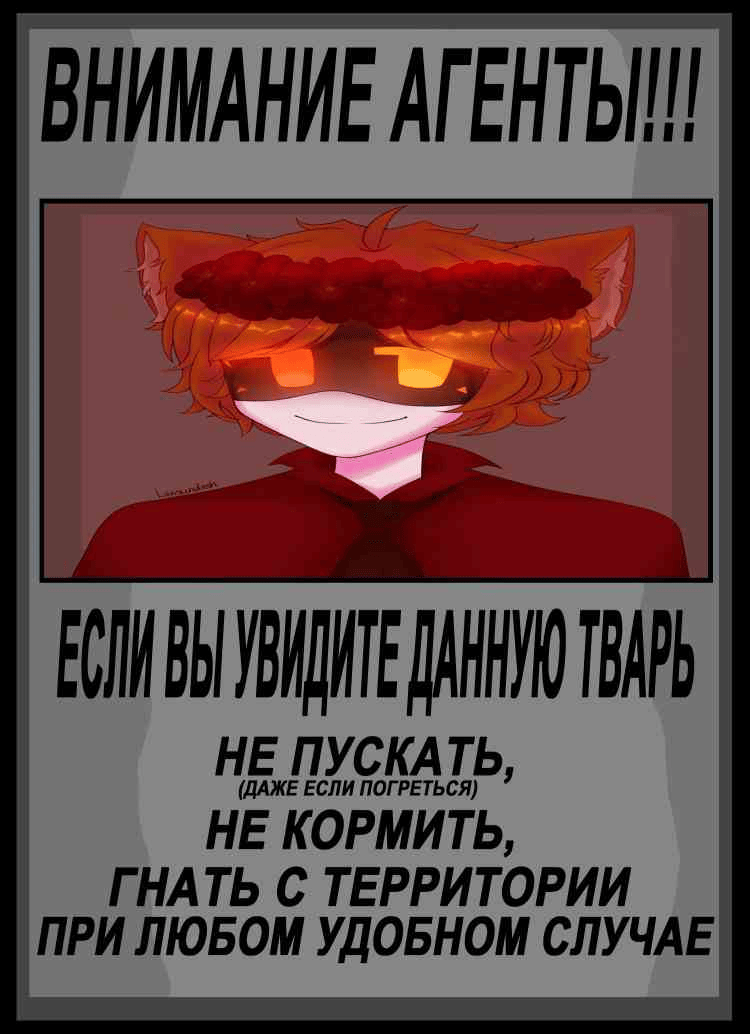 ВНИМАНИЕ АГЕНТЫ!!!
ЕСЛИ ВЫ УВИДИТЕ ДАННУЮ ТВАРЬ
НЕ ПУСКАТЬ,
(ДАЖЕ ЕСЛИ ПОГРЕТЬСЯ)
НЕ КОРМИТЬ,
ГНАТЬ С ТЕРРИТОРИИ
ПРИ ЛЮБОМ УДОБНОМ СЛУЧАЕ